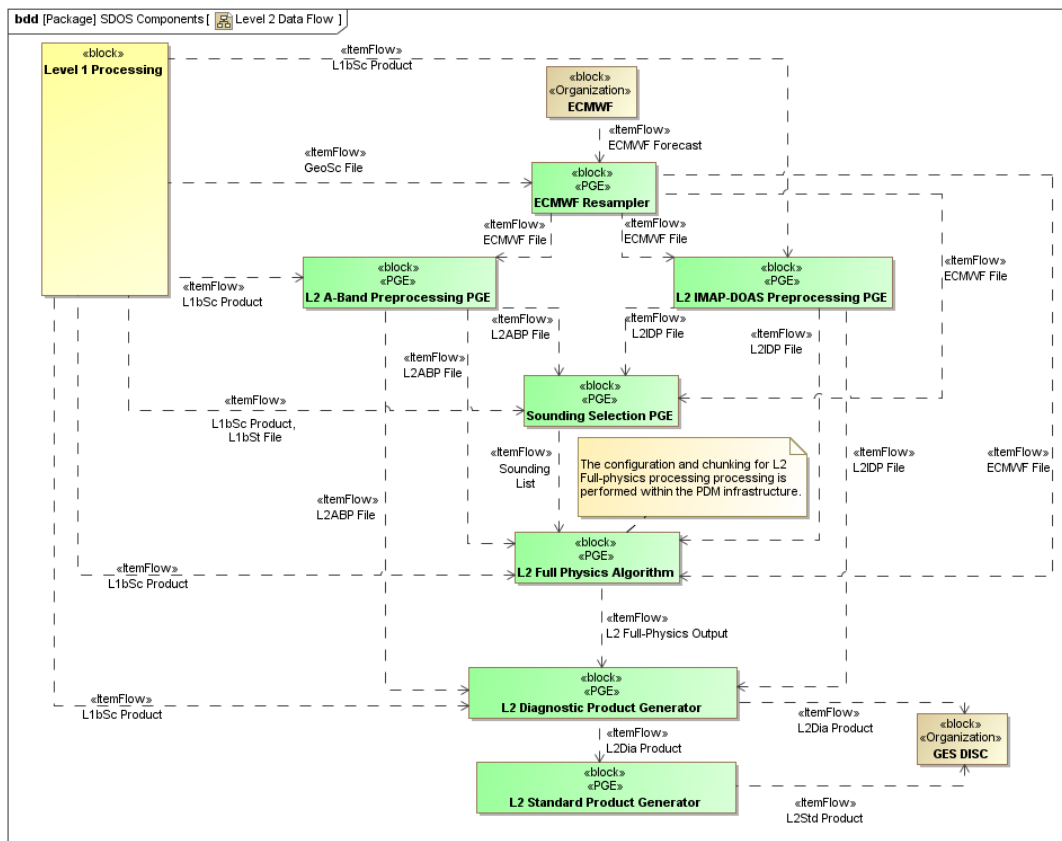 bdd [Package] SDOS Components [ Level 2 Data Flow ]
«block»
Level 1 Processing
«ItemFlow»
L1bSc Product
«block»
«Organization»
ECMWF
«ItemFlow»
ECMWF Forecast
«ItemFlow»
GeoSc File
«block»
«PGE»
ECMWF Resampler
«ItemFlow»
ECMWF File
«ItemFlow»
ECMWF File
«ItemFlow»
ECMWF File
«block»
«PGE»
L2 A-Band Preprocessing PGE
«block»
«PGE»
L2 IMAP-DOAS Preprocessing PGE
«ItemFlow»
L1bSc Product
«ItemFlow»
L2ABP File
«ItemFlow»
L2IDP File
«ItemFlow»
L2IDP File
«ItemFlow»
L2ABP File
«block»
«PGE»
Sounding Selection PGE
«ItemFlow»
L1bSc Product,
L1bSt File
«ItemFlow»
Sounding
List
The configuration and chunking for L2
Full-physics processing processing is
performed within the PDM infrastructure.
«ItemFlow»
L2IDP File
«ItemFlow»
ECMWF File
«ItemFlow»
L2ABP File
«block»
«PGE»
L2 Full Physics Algorithm
«ItemFlow»
L1bSc Product
«ItemFlow»
L2 Full-Physics Output
«block»
«PGE»
L2 Diagnostic Product Generator
«ItemFlow»
L1bSc Product
«ItemFlow»
L2Dia Product
«ItemFlow»
L2Dia Product
«block»
«Organization»
GES DISC
«block»
«PGE»
L2 Standard Product Generator
«ItemFlow»
L2Std Product